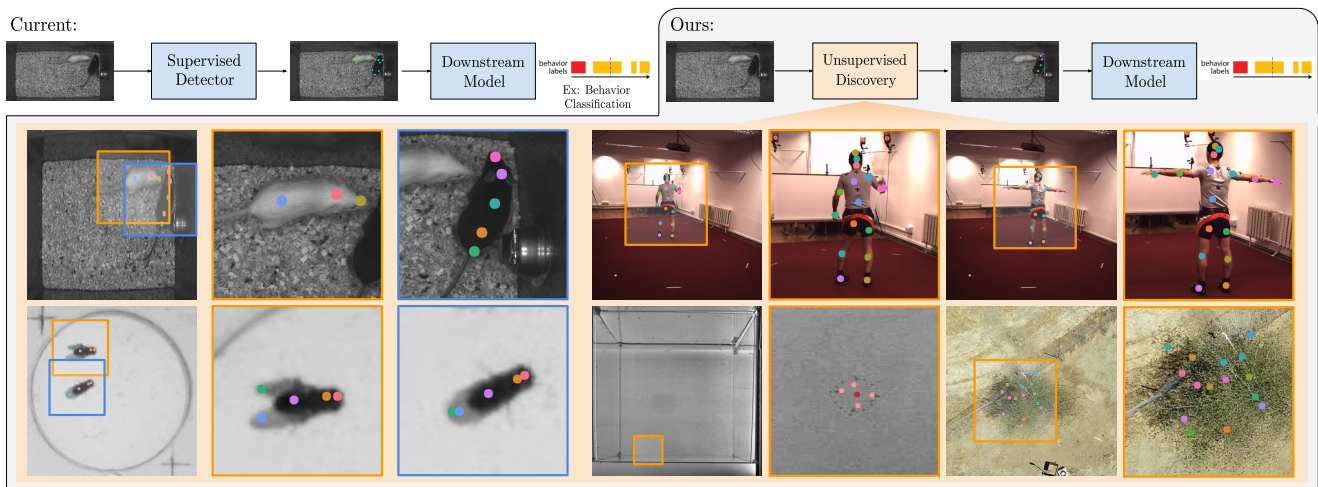 Current:
Supervised
Detector
Downstream
Model
behavior
labels
Ex: Behavior
Classification
Ours:
Unsupervised
Discovery
Downstream
Model
behavior
labels